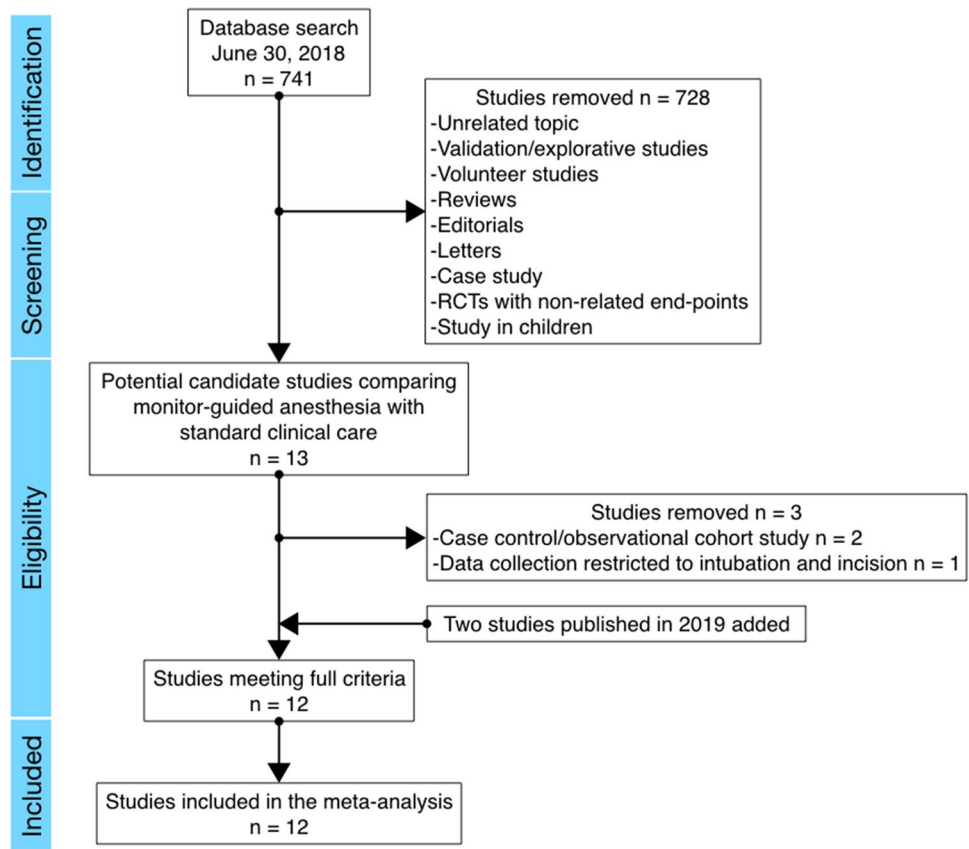 Identification
Database search
June 30, 2018
n = 741
Studies removed n = 728
-Unrelated topic
-Validation/explorative studies
-Volunteer studies
-Reviews
-Editorials
-Letters
-Case study
-RCTs with non-related end-points
-Study in children
Screening
Eligibility
Potential candidate studies comparing
monitor-guided anesthesia with
standard clinical care
n = 13
Studies removed n = 3
-Case control/observational cohort study n = 2
-Data collection restricted to intubation and incision n = 1
Two studies published in 2019 added
Studies meeting full criteria
n = 12
Included
Studies included in the meta-analysis
n = 12